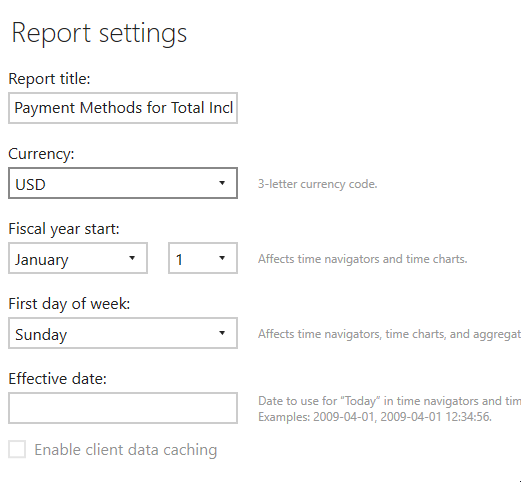 Report settings
Report title:
Payment Methods for Total Incl
Currency:
USD
3-letter currency code.
Fiscal year start:
January
1
Affects time navigators and time charts.
First day of week:
Sunday
Affects time navigators, time charts, and aggregat
Effective date:
Date to use for "Today" in time navigators and tim
Examples: 2009-04-01, 2009-04-01 12:34:56.
Enable client data caching